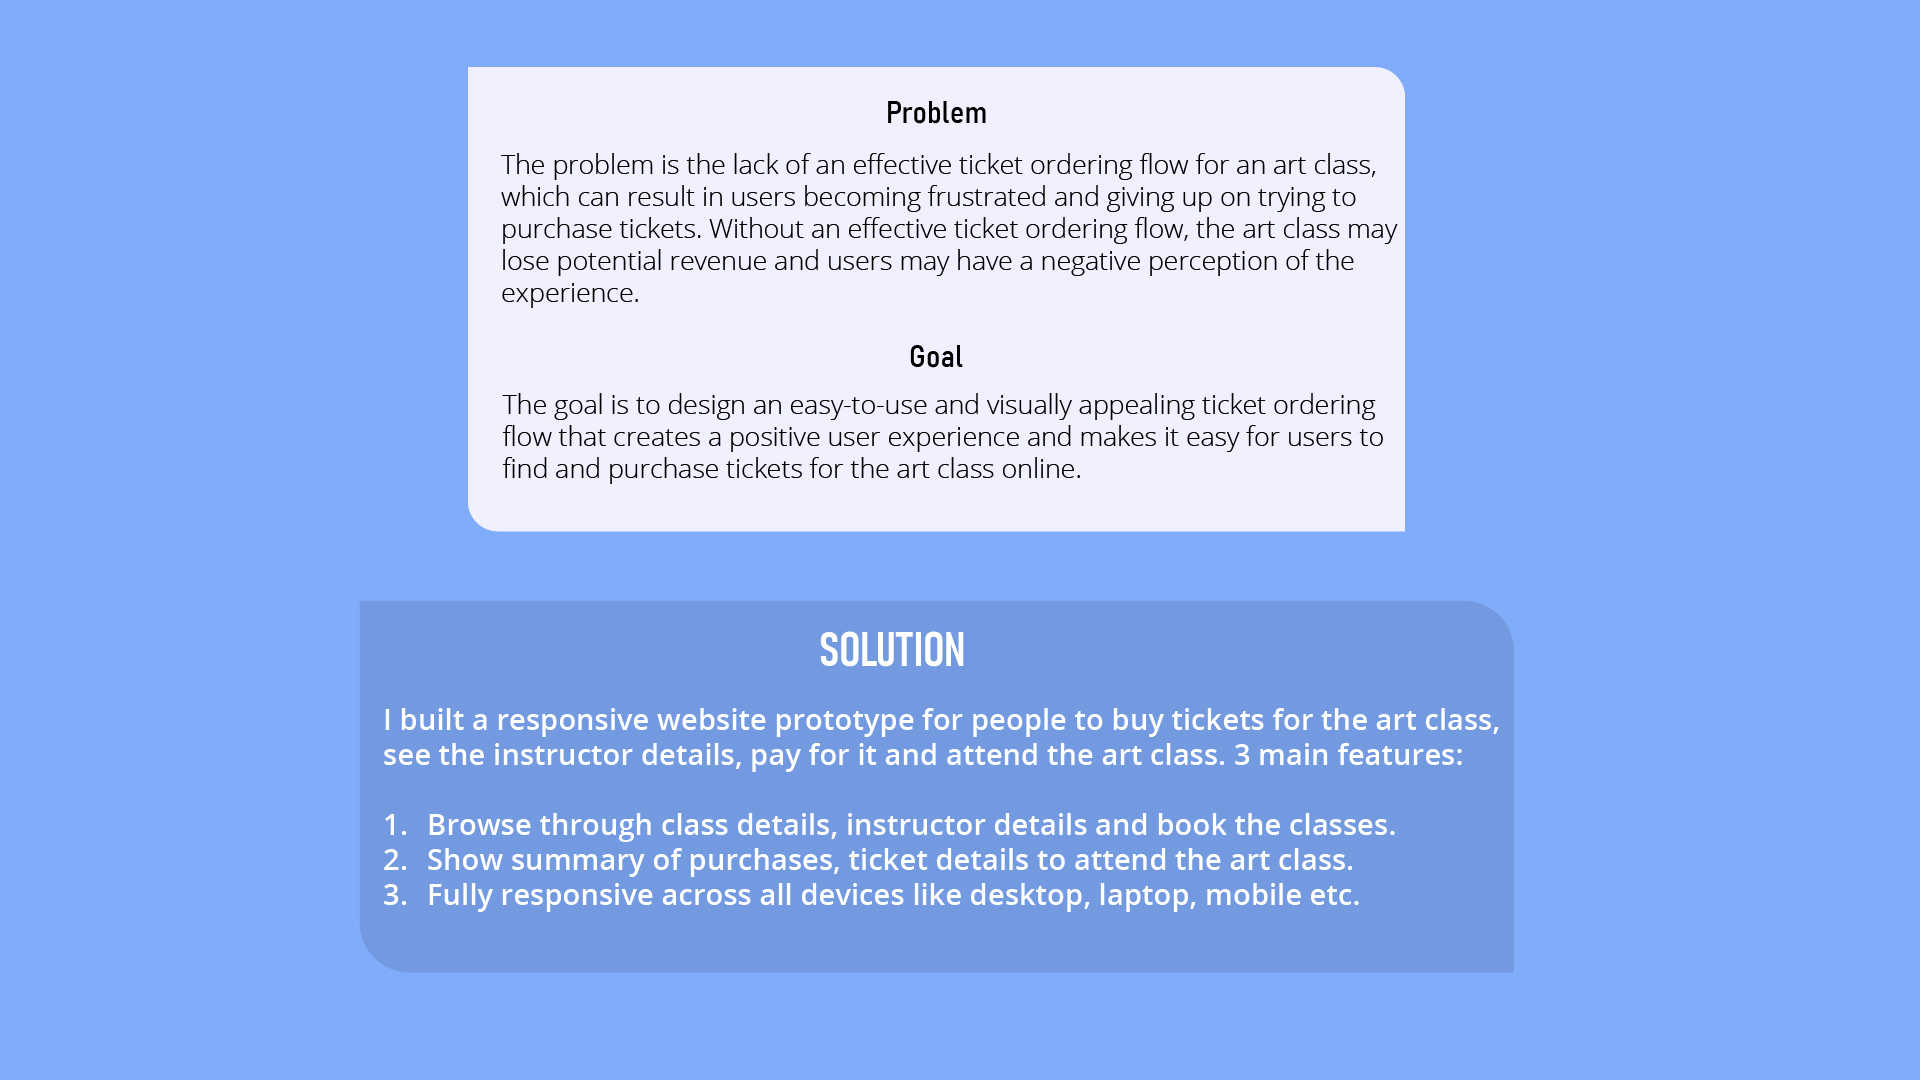 Problem
The problem is the lack of an effective ticket ordering flow for an art class,
which can result in users becoming frustrated and giving up on trying to
purchase tickets. Without an effective ticket ordering flow, the art class may
lose potential revenue and users may have a negative perception of the
experience.
Goal
The goal is to design an easy-to-use and visually appealing ticket ordering
flow that creates a positive user experience and makes it easy for users to
find and purchase tickets for the art class online.
SOLUTION
I built a responsive website prototype for people to buy tickets for the art class,
see the instructor details, pay for it and attend the art class. 3 main features:
1. Browse through class details, instructor details and book the classes.
2. Show summary of purchases, ticket details to attend the art class.
3. Fully responsive across all devices like desktop, laptop, mobile etc.